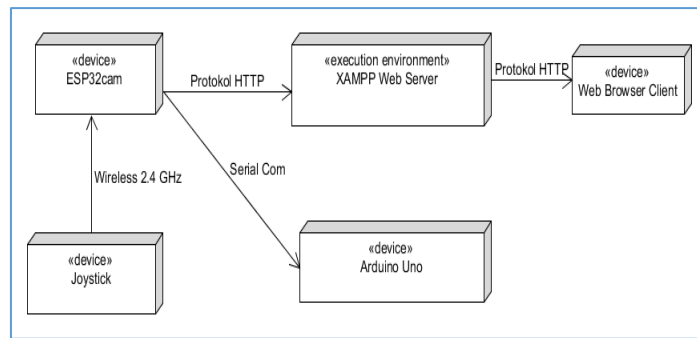 «device»
ESP32cam
Protokol HTTP
«execution environment»
XAMPP Web Server
Protokol HTTP
«device»
Web Browser Client
Wireless 2.4 GHz
Serial Com
«device»
Joystick
«device»
Arduino Uno